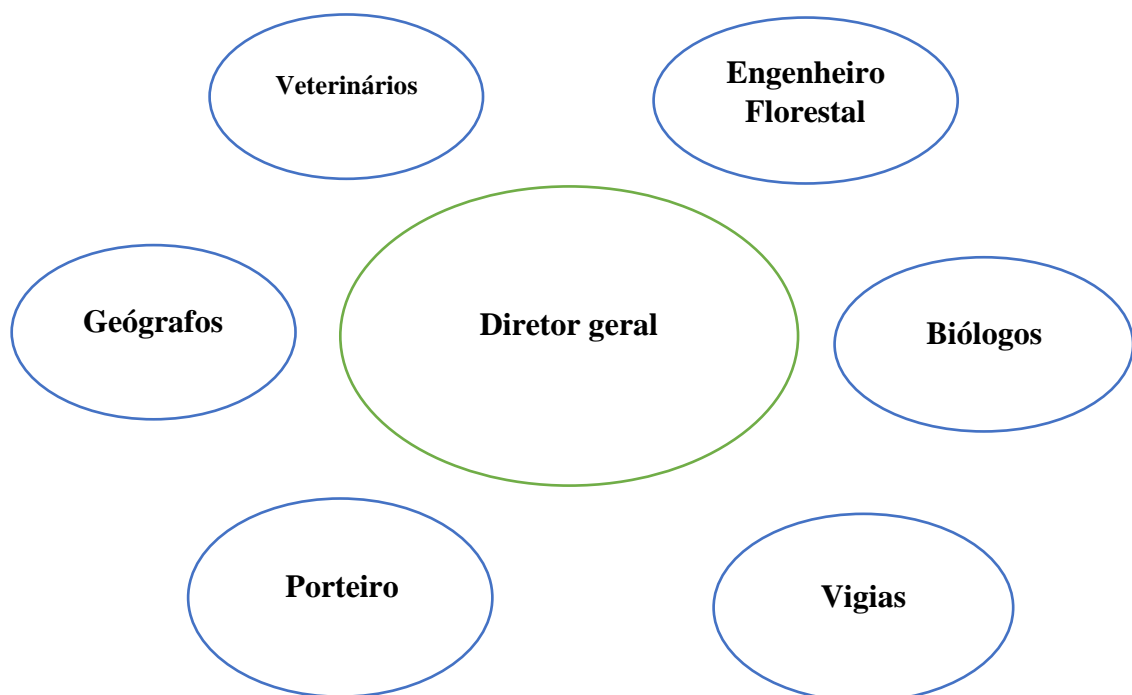 Veterinários
Engenheiro
Florestal
Geógrafos
Diretor geral
Biólogos
Porteiro
Vigias